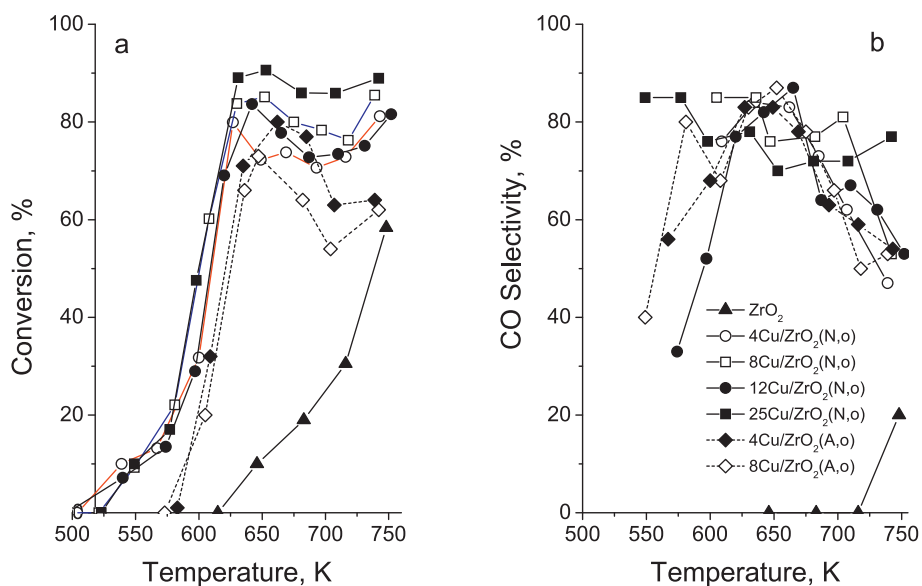 a
100
80
60
40
20
0
Conversion, %
500 550 600 650 700 750
Temperature, K
b
100
80
60
40
20
0
CO Selectivity, %
500 550 600 650 700 750
Temperature, K
ZrO₂
4Cu/ZrO₂(N,o)
8Cu/ZrO₂(N,o)
12Cu/ZrO₂(N,o)
25Cu/ZrO₂(N,o)
4Cu/ZrO₂(A,o)
8Cu/ZrO₂(A,o)